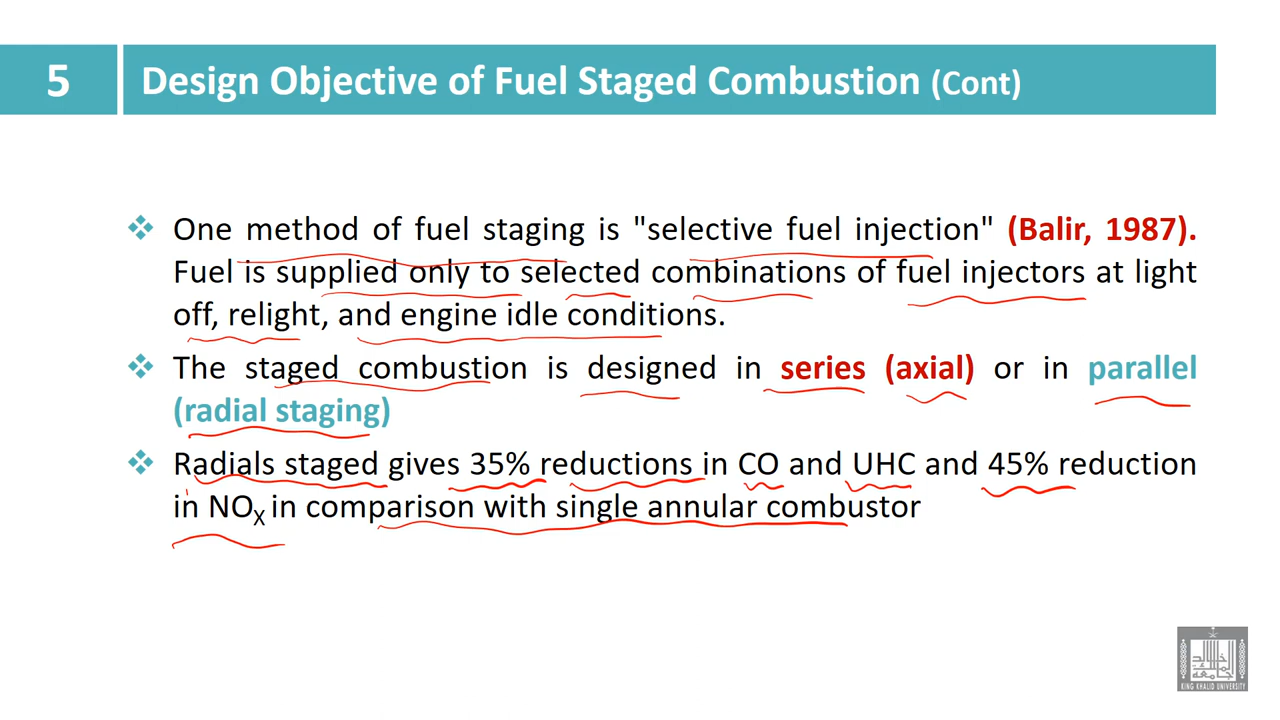 5
Design Objective of Fuel Staged Combustion (Cont)
One method of fuel staging is "selective fuel injection" (Balir, 1987).
Fuel is supplied only to selected combinations of fuel injectors at light
off, relight, and engine idle conditions.
The staged combustion is designed in series (axial) or in parallel
(radial staging)
Radials staged gives 35% reductions in CO and UHC and 45% reduction
in NOX in comparison with single annular combustor
KING KHALID UNIVERSITY